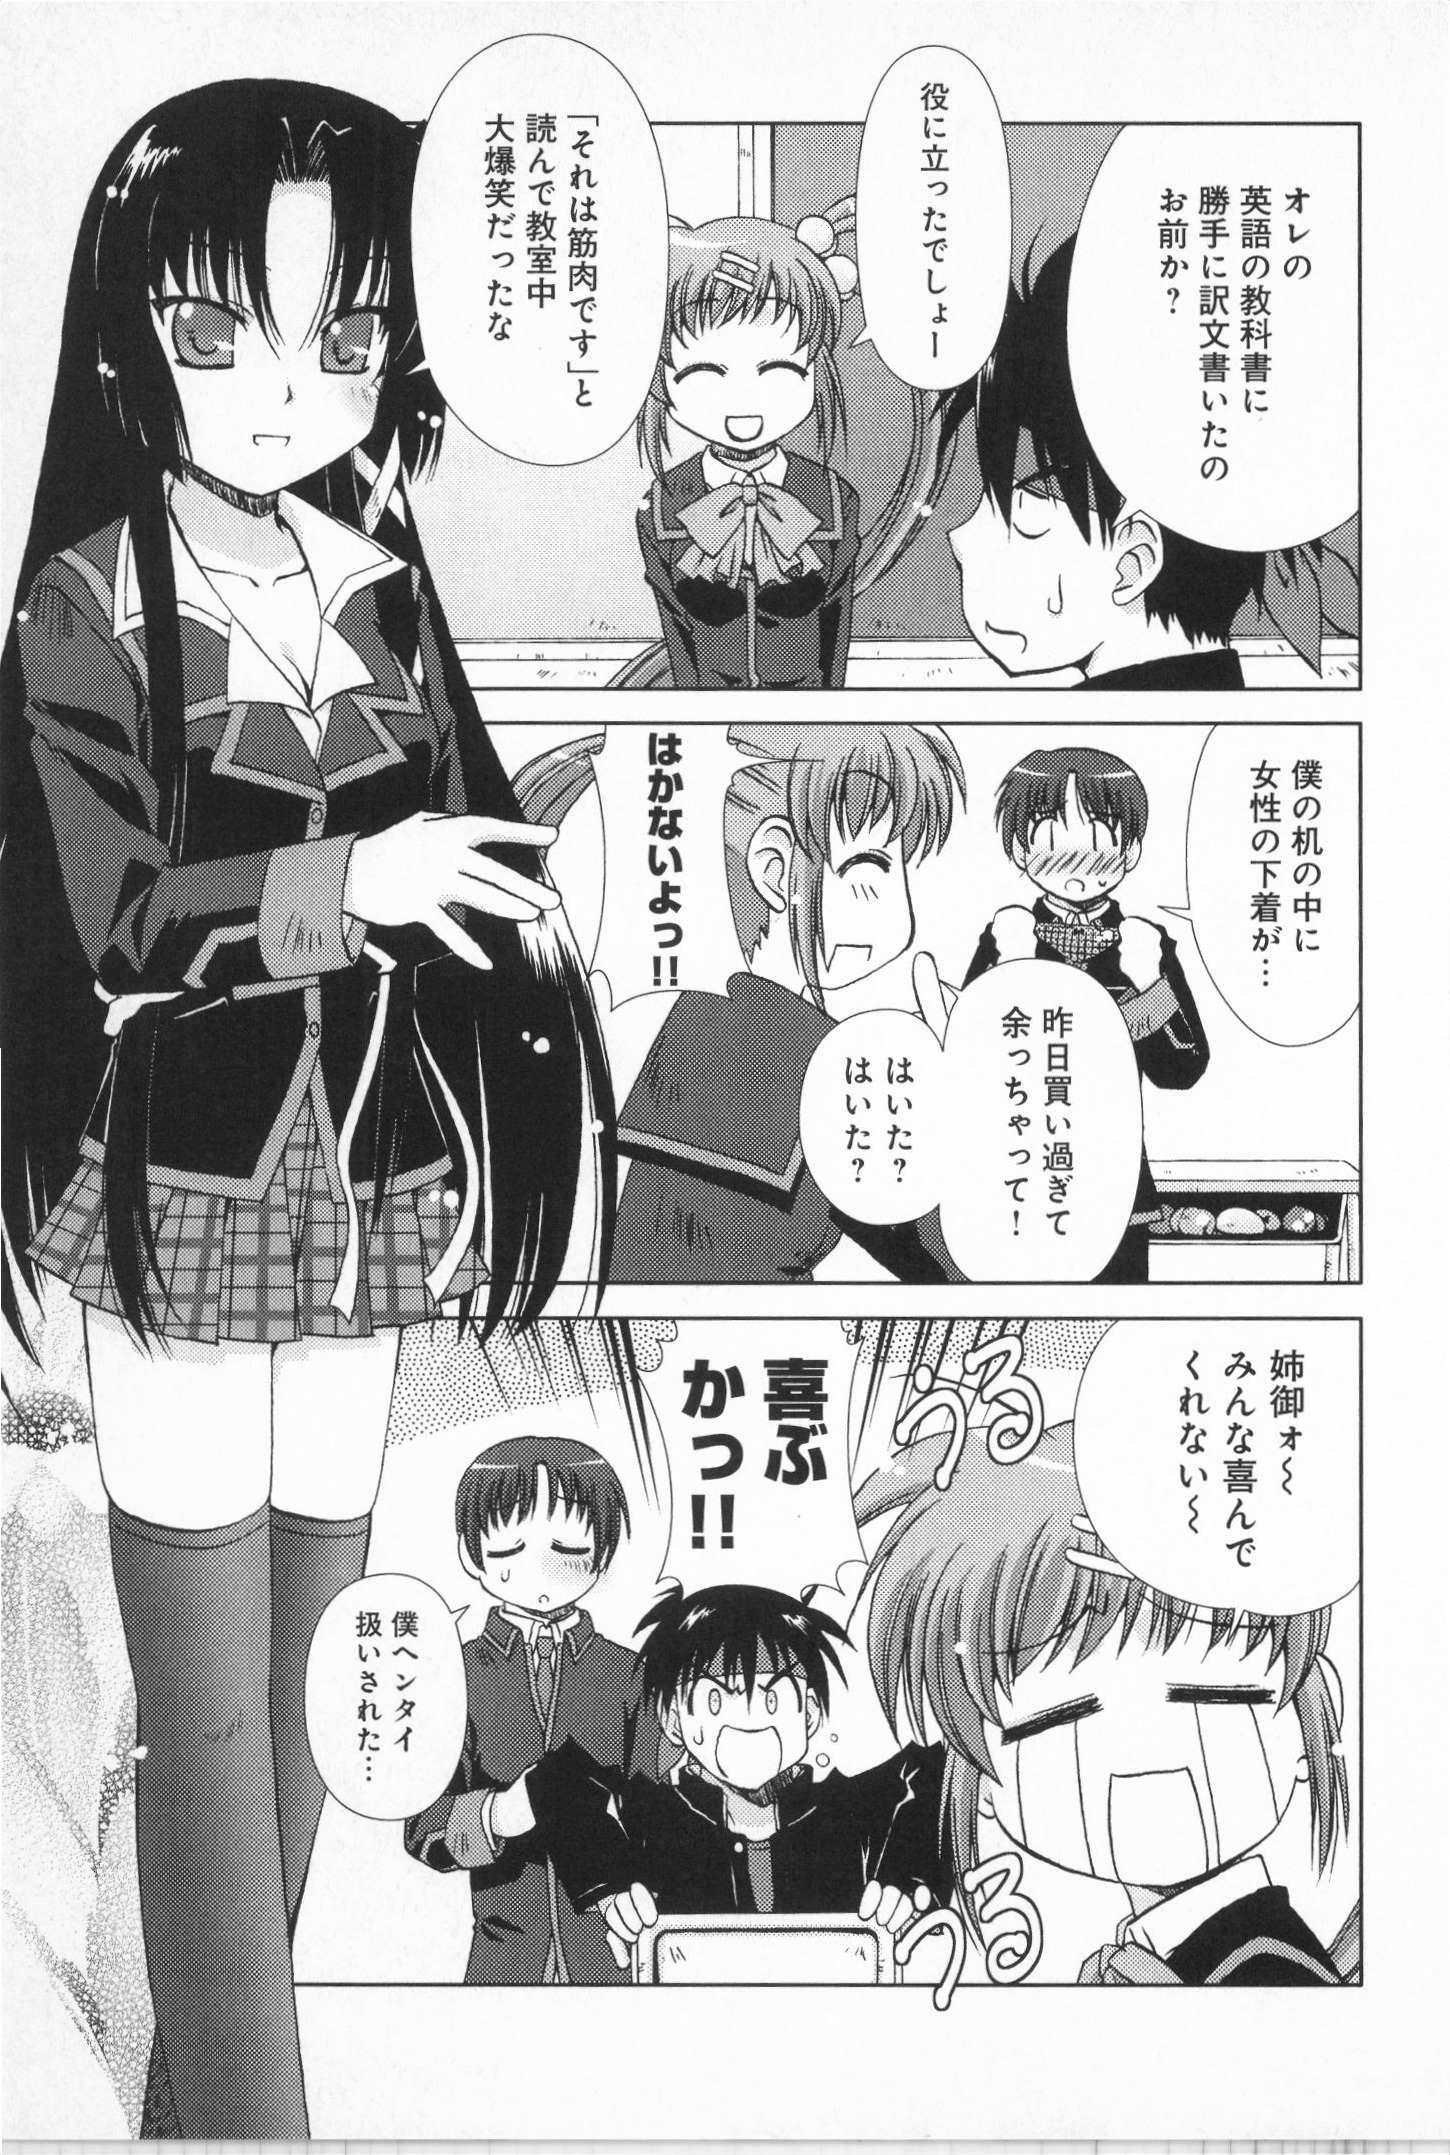 オレの
英語の教科書に
勝手に訳文書いたの
お前か?
役に立ったでしょー
「それは筋肉です」と
読んで教室中
大爆笑だったな
僕の机の中に
女性の下着が…
昨日買い過ぎて
余っちゃって!
はいた?
はいた?
はかないよっ!!
姉御ォ〜
みんな喜んで
くれない〜
うるる
うるる
喜ぶ
かっ!!
僕ヘンタイ
扱いされた…